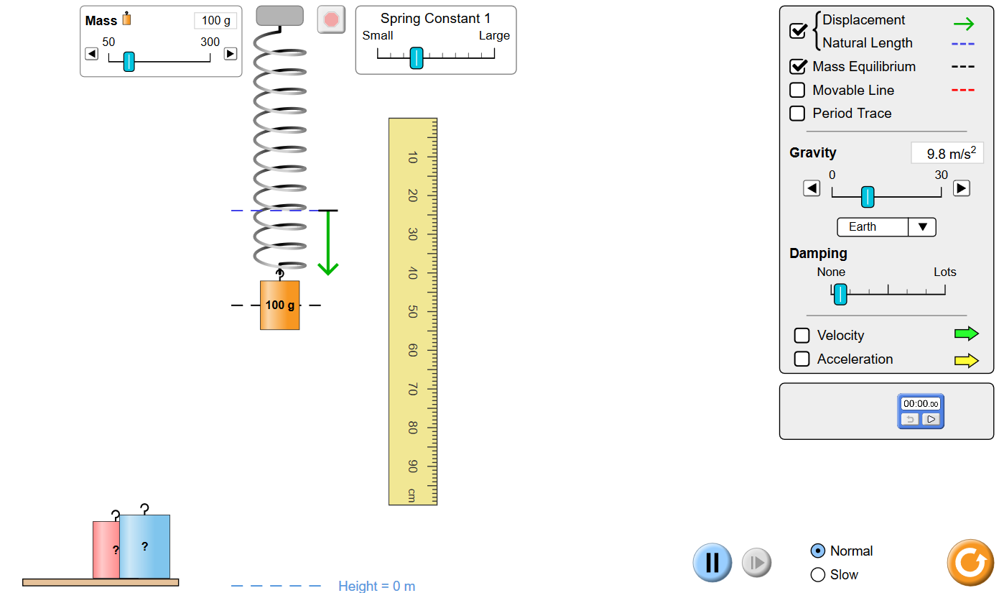 Mass
100 g
50
300
Spring Constant 1
Small
Large
Displacement
Natural Length
Mass Equilibrium
Movable Line
Period Trace
Gravity
9.8 m/s²
0
30
Earth
Damping
None
Lots
Velocity
Acceleration
00:00.00
10
20
30
40
50
60
70
80
90
cm
100 g
?
?
Height = 0 m
Normal
Slow